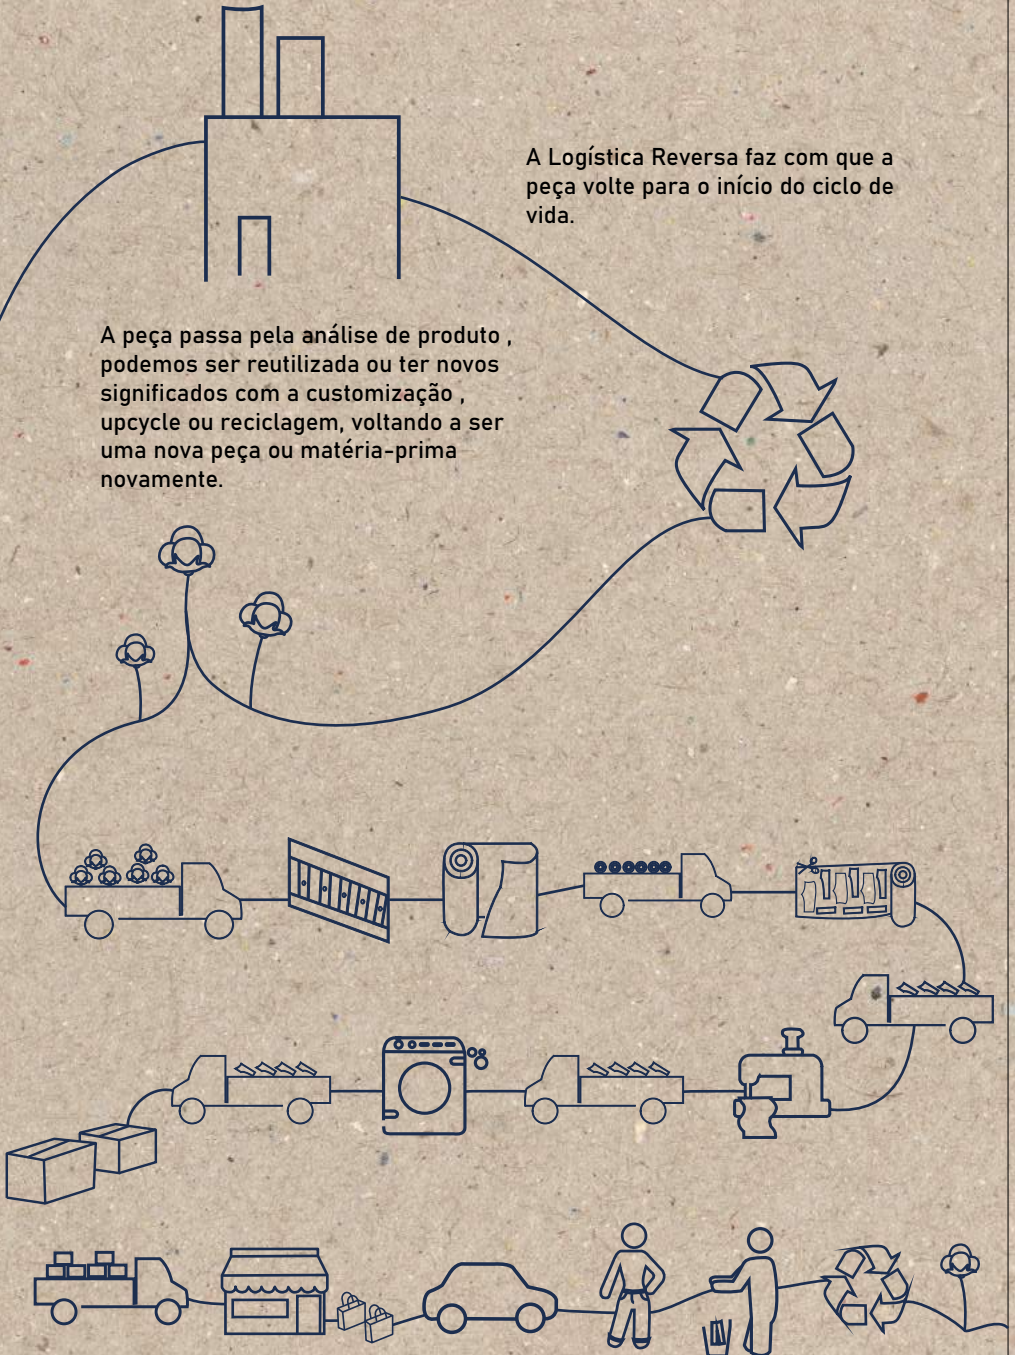 A Logística Reversa faz com que a
peça volte para o início do ciclo de
vida.
A peça passa pela análise de produto ,
podemos ser reutilizada ou ter novos
significados com a customização ,
upcycle ou reciclagem, voltando a ser
uma nova peça ou matéria-prima
novamente.